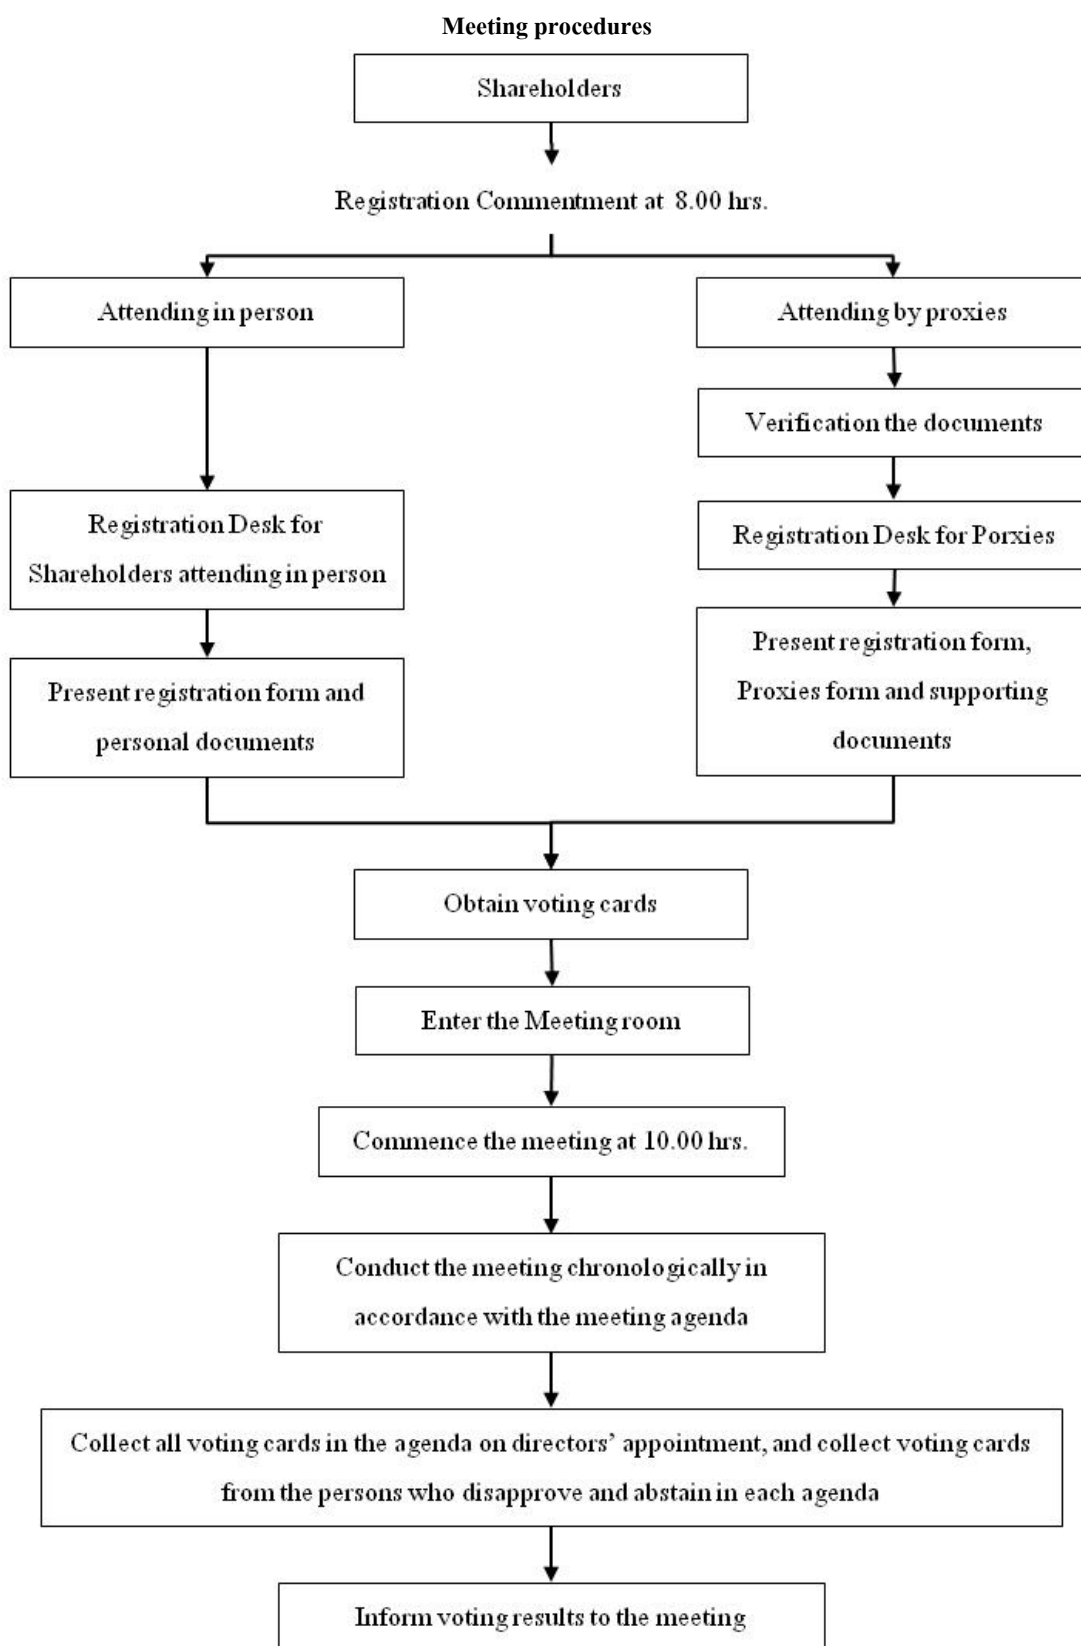 Meeting procedures
Shareholders
Registration Commentment at 8.00 hrs.
Attending in person
Attending by proxies
Verification the documents
Registration Desk for
Shareholders attending in person
Registration Desk for Porxies
Present registration form and
personal documents
Present registration form,
Proxies form and supporting
documents
Obtain voting cards
Enter the Meeting room
Commence the meeting at 10.00 hrs.
Conduct the meeting chronologically in
accordance with the meeting agenda
Collect all voting cards in the agenda on directors’ appointment, and collect voting cards
from the persons who disapprove and abstain in each agenda
Inform voting results to the meeting